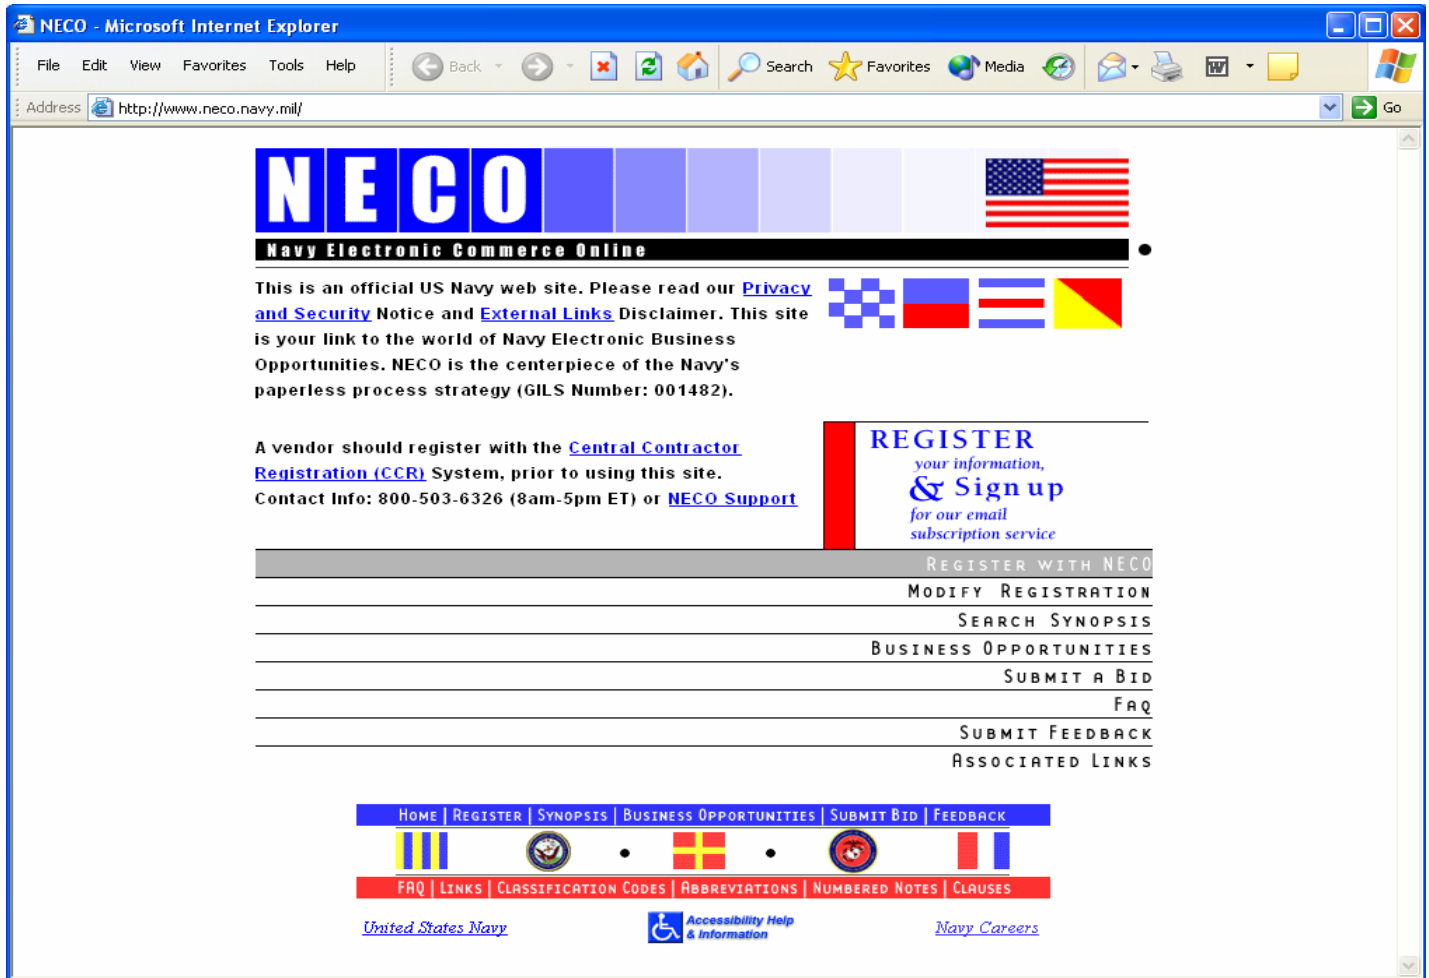 NECO - Microsoft Internet Explorer
File Edit View Favorites Tools Help Back Search Favorites Media
Address http://www.neco.navy.mil/ Go
NECO
Navy Electronic Commerce Online
This is an official US Navy web site. Please read our Privacy
and Security Notice and External Links Disclaimer. This site
is your link to the world of Navy Electronic Business
Opportunities. NECO is the centerpiece of the Navy's
paperless process strategy (GILS Number: 001482).
A vendor should register with the Central Contractor
Registration (CCR) System, prior to using this site.
Contact Info: 800-503-6326 (8am-5pm ET) or NECO Support
REGISTER
your information,
& Sign up
for our email
subscription service
Register with NECO
Modify Registration
Search Synopsis
Business Opportunities
Submit a Bid
Faq
Submit Feedback
Associated Links
Home | Register | Synopsis | Business Opportunities | Submit Bid | Feedback
FAQ | Links | Classification Codes | Abbreviations | Numbered Notes | Clauses
United States Navy
Accessibility Help
& Information
Navy Careers